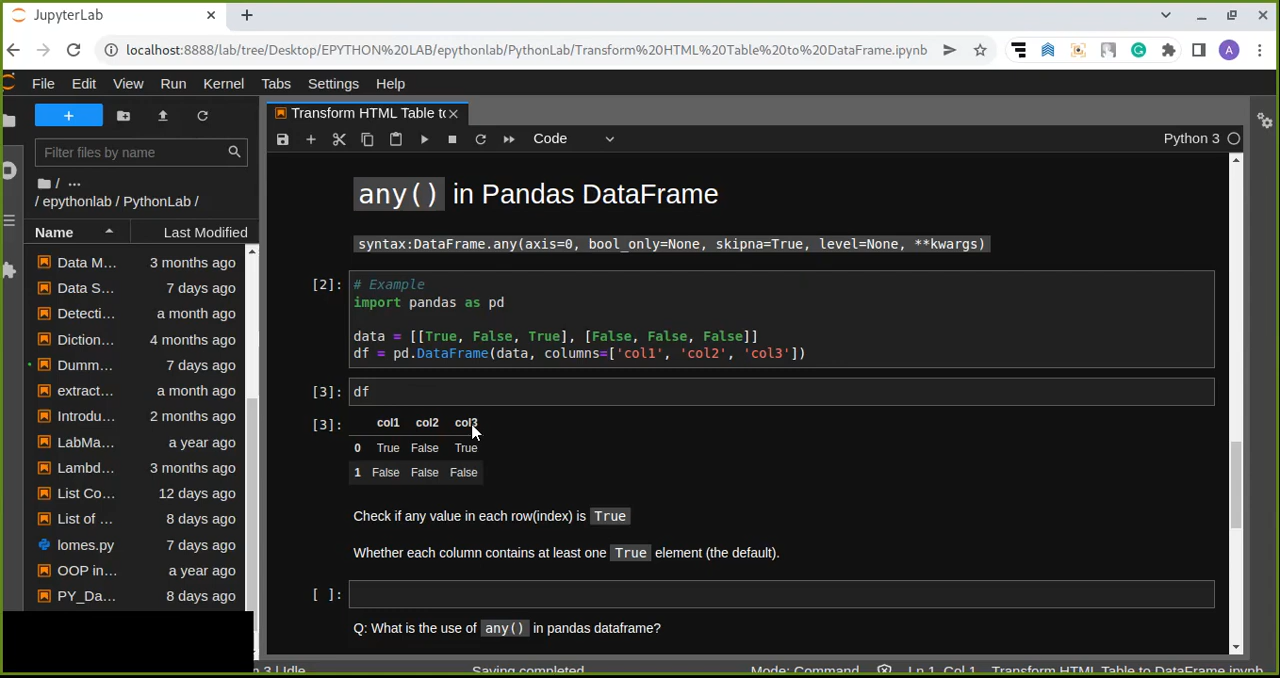 JupyterLab
localhost:8888/lab/tree/Desktop/EPYTHON%20LAB/epythonlab/PythonLab/Transform%20HTML%20Table%20to%20DataFrame.ipynb
A
File Edit View Run Kernel Tabs Settings Help
Transform HTML Table to
Filter files by name
Code
Python 3
/ ...
/ epythonlab / PythonLab /
Name Last Modified
Data M... 3 months ago
Data S... 7 days ago
Detecti... a month ago
Diction... 4 months ago
Dumm... 7 days ago
extract... a month ago
Introdu... 2 months ago
LabMa... a year ago
Lambd... 3 months ago
List Co... 12 days ago
List of ... 8 days ago
lomes.py 7 days ago
OOP in... a year ago
PY_Da... 8 days ago
any() in Pandas DataFrame
syntax:DataFrame.any(axis=0, bool_only=None, skipna=True, level=None, **kwargs)
[2]: # Example
import pandas as pd
data = [[True, False, True], [False, False, False]]
df = pd.DataFrame(data, columns=['col1', 'col2', 'col3'])
[3]: df
[3]: col1 col2 col3
0 True False True
1 False False False
Check if any value in each row(index) is True
Whether each column contains at least one True element (the default).
[ ]:
Q: What is the use of any() in pandas dataframe?
3 | Idle Saving completed Mode: Command Ln 1, Col 1 Transform HTML Table to DataFrame.ipynb